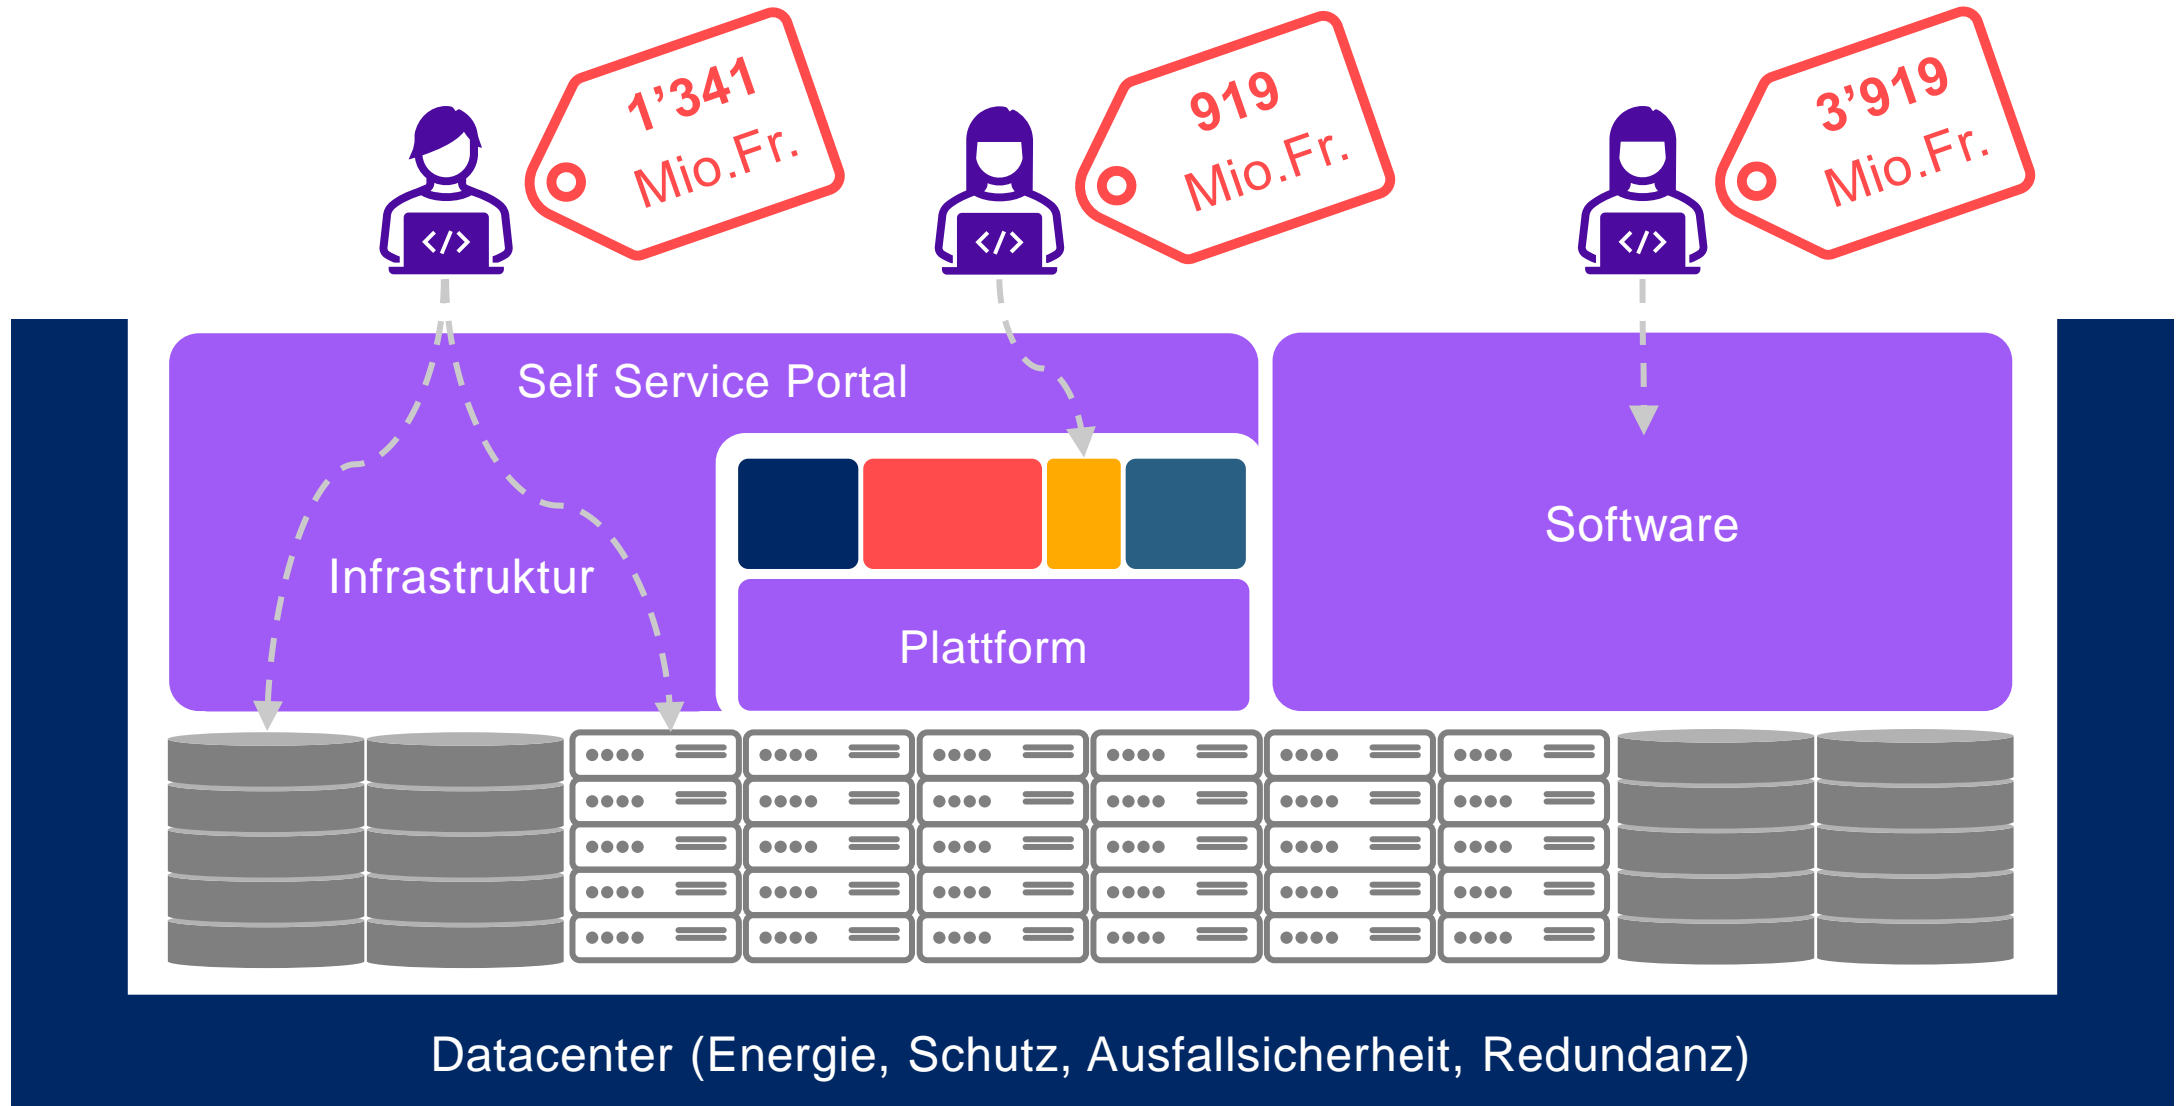 1’341
Mio.Fr.
919
Mio.Fr.
3’919
Mio.Fr.
</>
</>
</>
Self Service Portal
Infrastruktur
Plattform
Software
Datacenter (Energie, Schutz, Ausfallsicherheit, Redundanz)